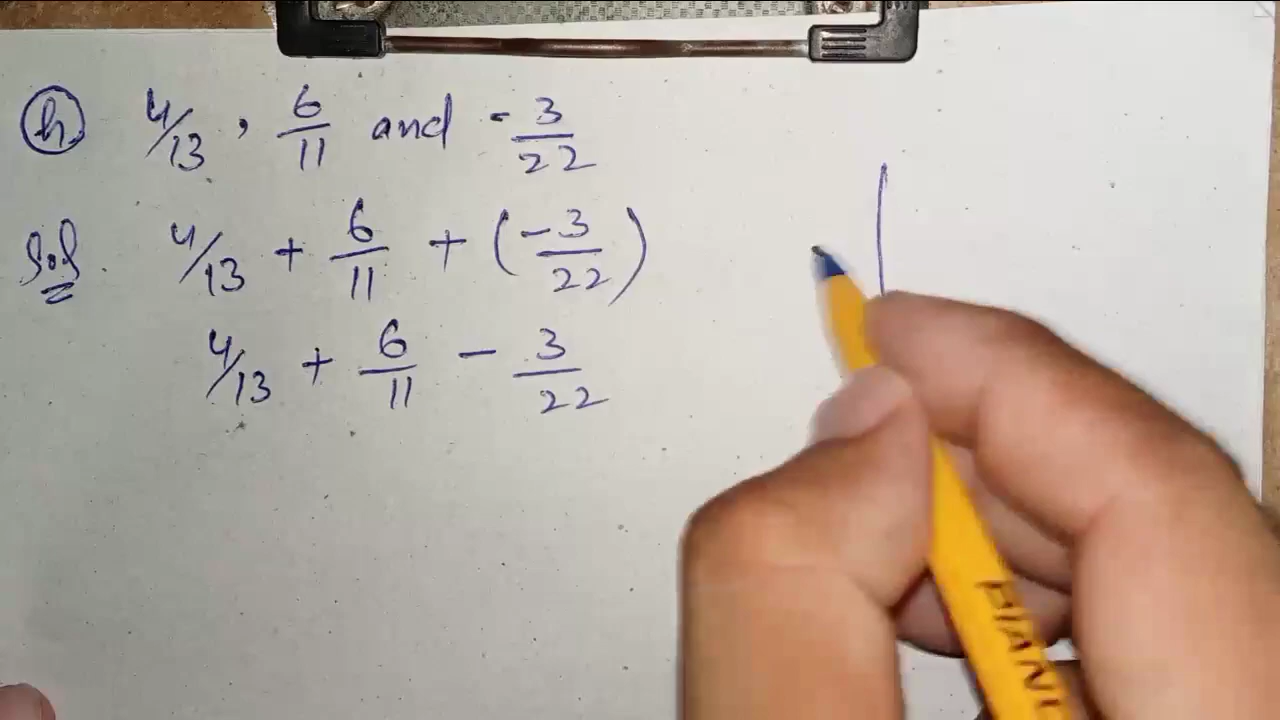 (h) 4/13, 6/11 and -3/22
Sol. 4/13 + 6/11 + (-3/22)
4/13 + 6/11 - 3/22
PIANO